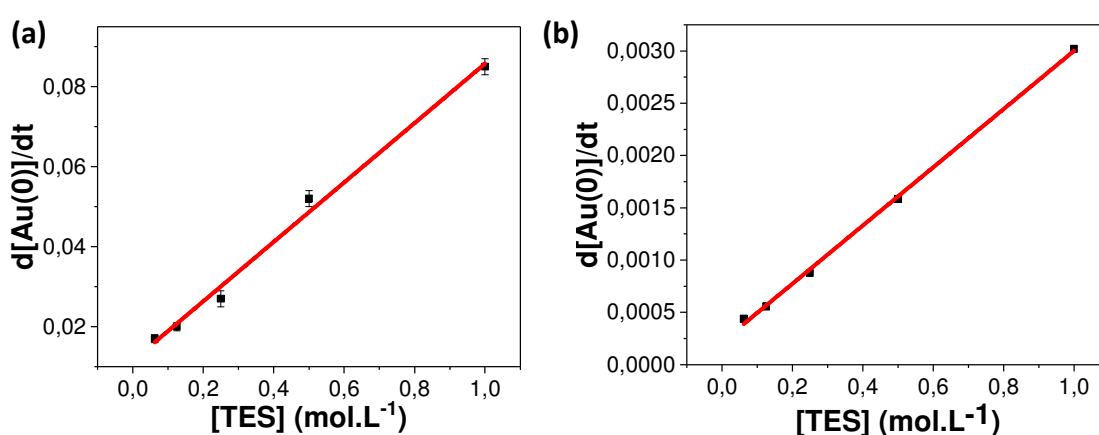 (a)
d[Au(0)]/dt
0,08
0,06
0,04
0,02
0,0 0,2 0,4 0,6 0,8 1,0
[TES] (mol.L⁻¹)
(b)
d[Au(0)]/dt
0,0030
0,0025
0,0020
0,0015
0,0010
0,0005
0,0000
0,0 0,2 0,4 0,6 0,8 1,0
[TES] (mol.L⁻¹)